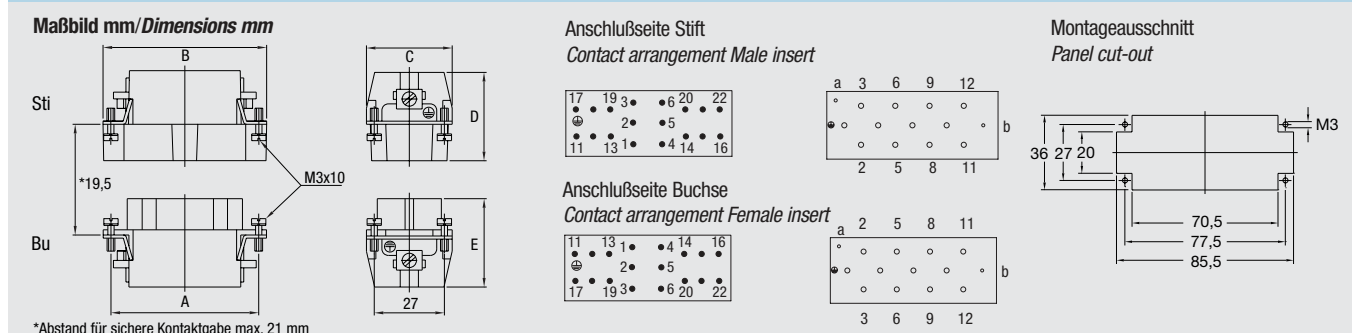 Maßbild mm/Dimensions mm
B
C
Sti
D
*19,5
M3x10
Bu
E
A
27
*Abstand für sichere Kontaktgabe max. 21 mm
Anschlußseite Stift
Contact arrangement Male insert
17 19 3 6 20 22
2 5
11 13 1 4 14 16
a 3 6 9 12
b
2 5 8 11
Anschlußseite Buchse
Contact arrangement Female insert
11 13 1 4 14 16
2 5
17 19 3 6 20 22
a 2 5 8 11
b
3 6 9 12
Montageausschnitt
Panel cut-out
M3
36 27 20
70,5
77,5
85,5